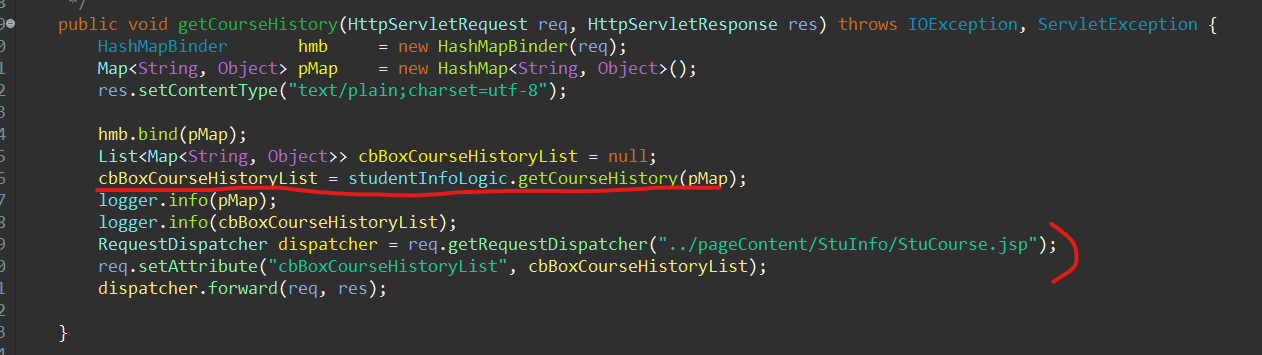 */
public void getCourseHistory(HttpServletRequest req, HttpServletResponse res) throws IOException, ServletException {
HashMapBinder hmb = new HashMapBinder(req);
Map<String, Object> pMap = new HashMap<String, Object>();
res.setContentType("text/plain;charset=utf-8");
hmb.bind(pMap);
List<Map<String, Object>> cbBoxCourseHistoryList = null;
cbBoxCourseHistoryList = studentInfoLogic.getCourseHistory(pMap);
logger.info(pMap);
logger.info(cbBoxCourseHistoryList);
RequestDispatcher dispatcher = req.getRequestDispatcher("../pageContent/StuInfo/StuCourse.jsp");
req.setAttribute("cbBoxCourseHistoryList", cbBoxCourseHistoryList);
dispatcher.forward(req, res);
}